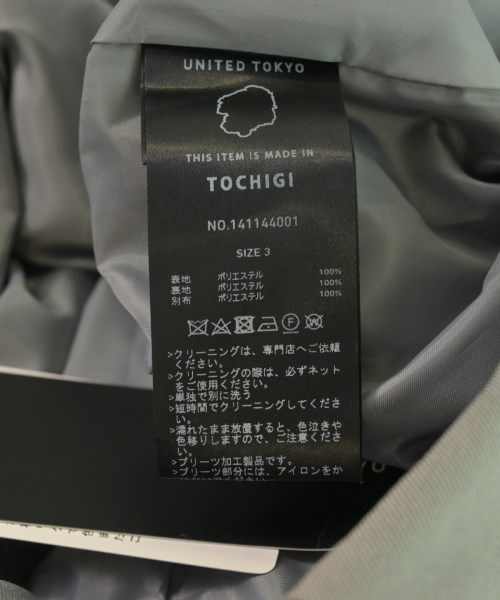 UNITED TOKYO
THIS ITEM IS MADE IN
TOCHIGI
NO.141144001
SIZE 3
表地 ポリエステル 100%
裏地 ポリエステル 100%
別布 ポリエステル 100%
>クリーニングは、専門店へご依頼
ください。
>クリーニングの際は、必ずネット
をご使用ください。
>単独で別に洗う
>短時間でクリーニングしてくださ
い。
>濡れたまま放置すると、色泣きや
色移りしますので、ご注意くださ
い。
>プリーツ加工製品です。
>プリーツ部分には、アイロンをか